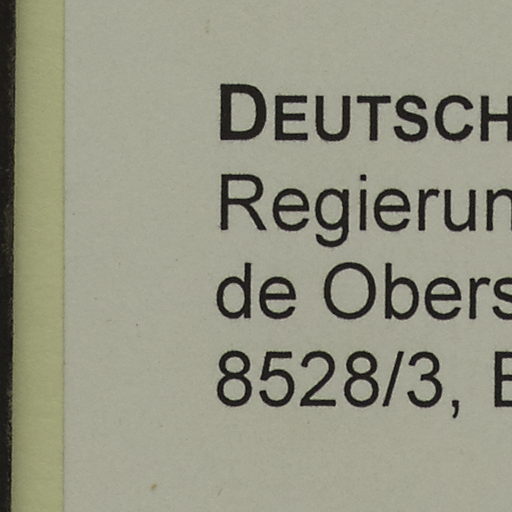 DEUTSCH
Regierun
de Obers
8528/3, E